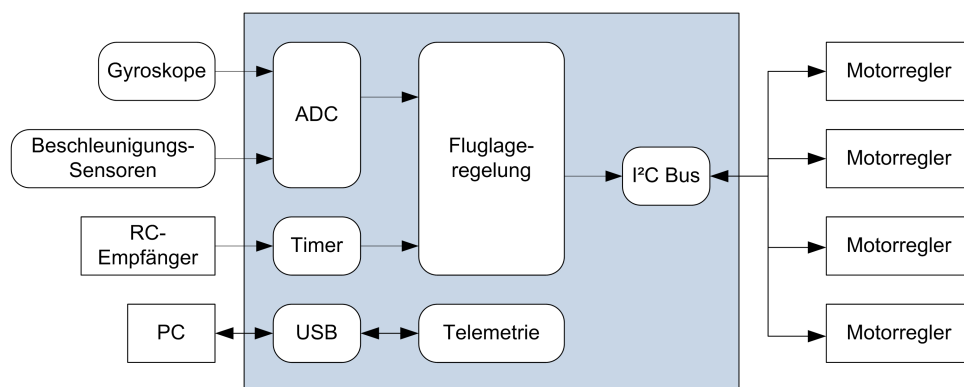 Gyroskope
Beschleunigungs-
Sensoren
RC-
Empfänger
PC
ADC
Timer
USB
Fluglage-
regelung
Telemetrie
I²C Bus
Motorregler
Motorregler
Motorregler
Motorregler